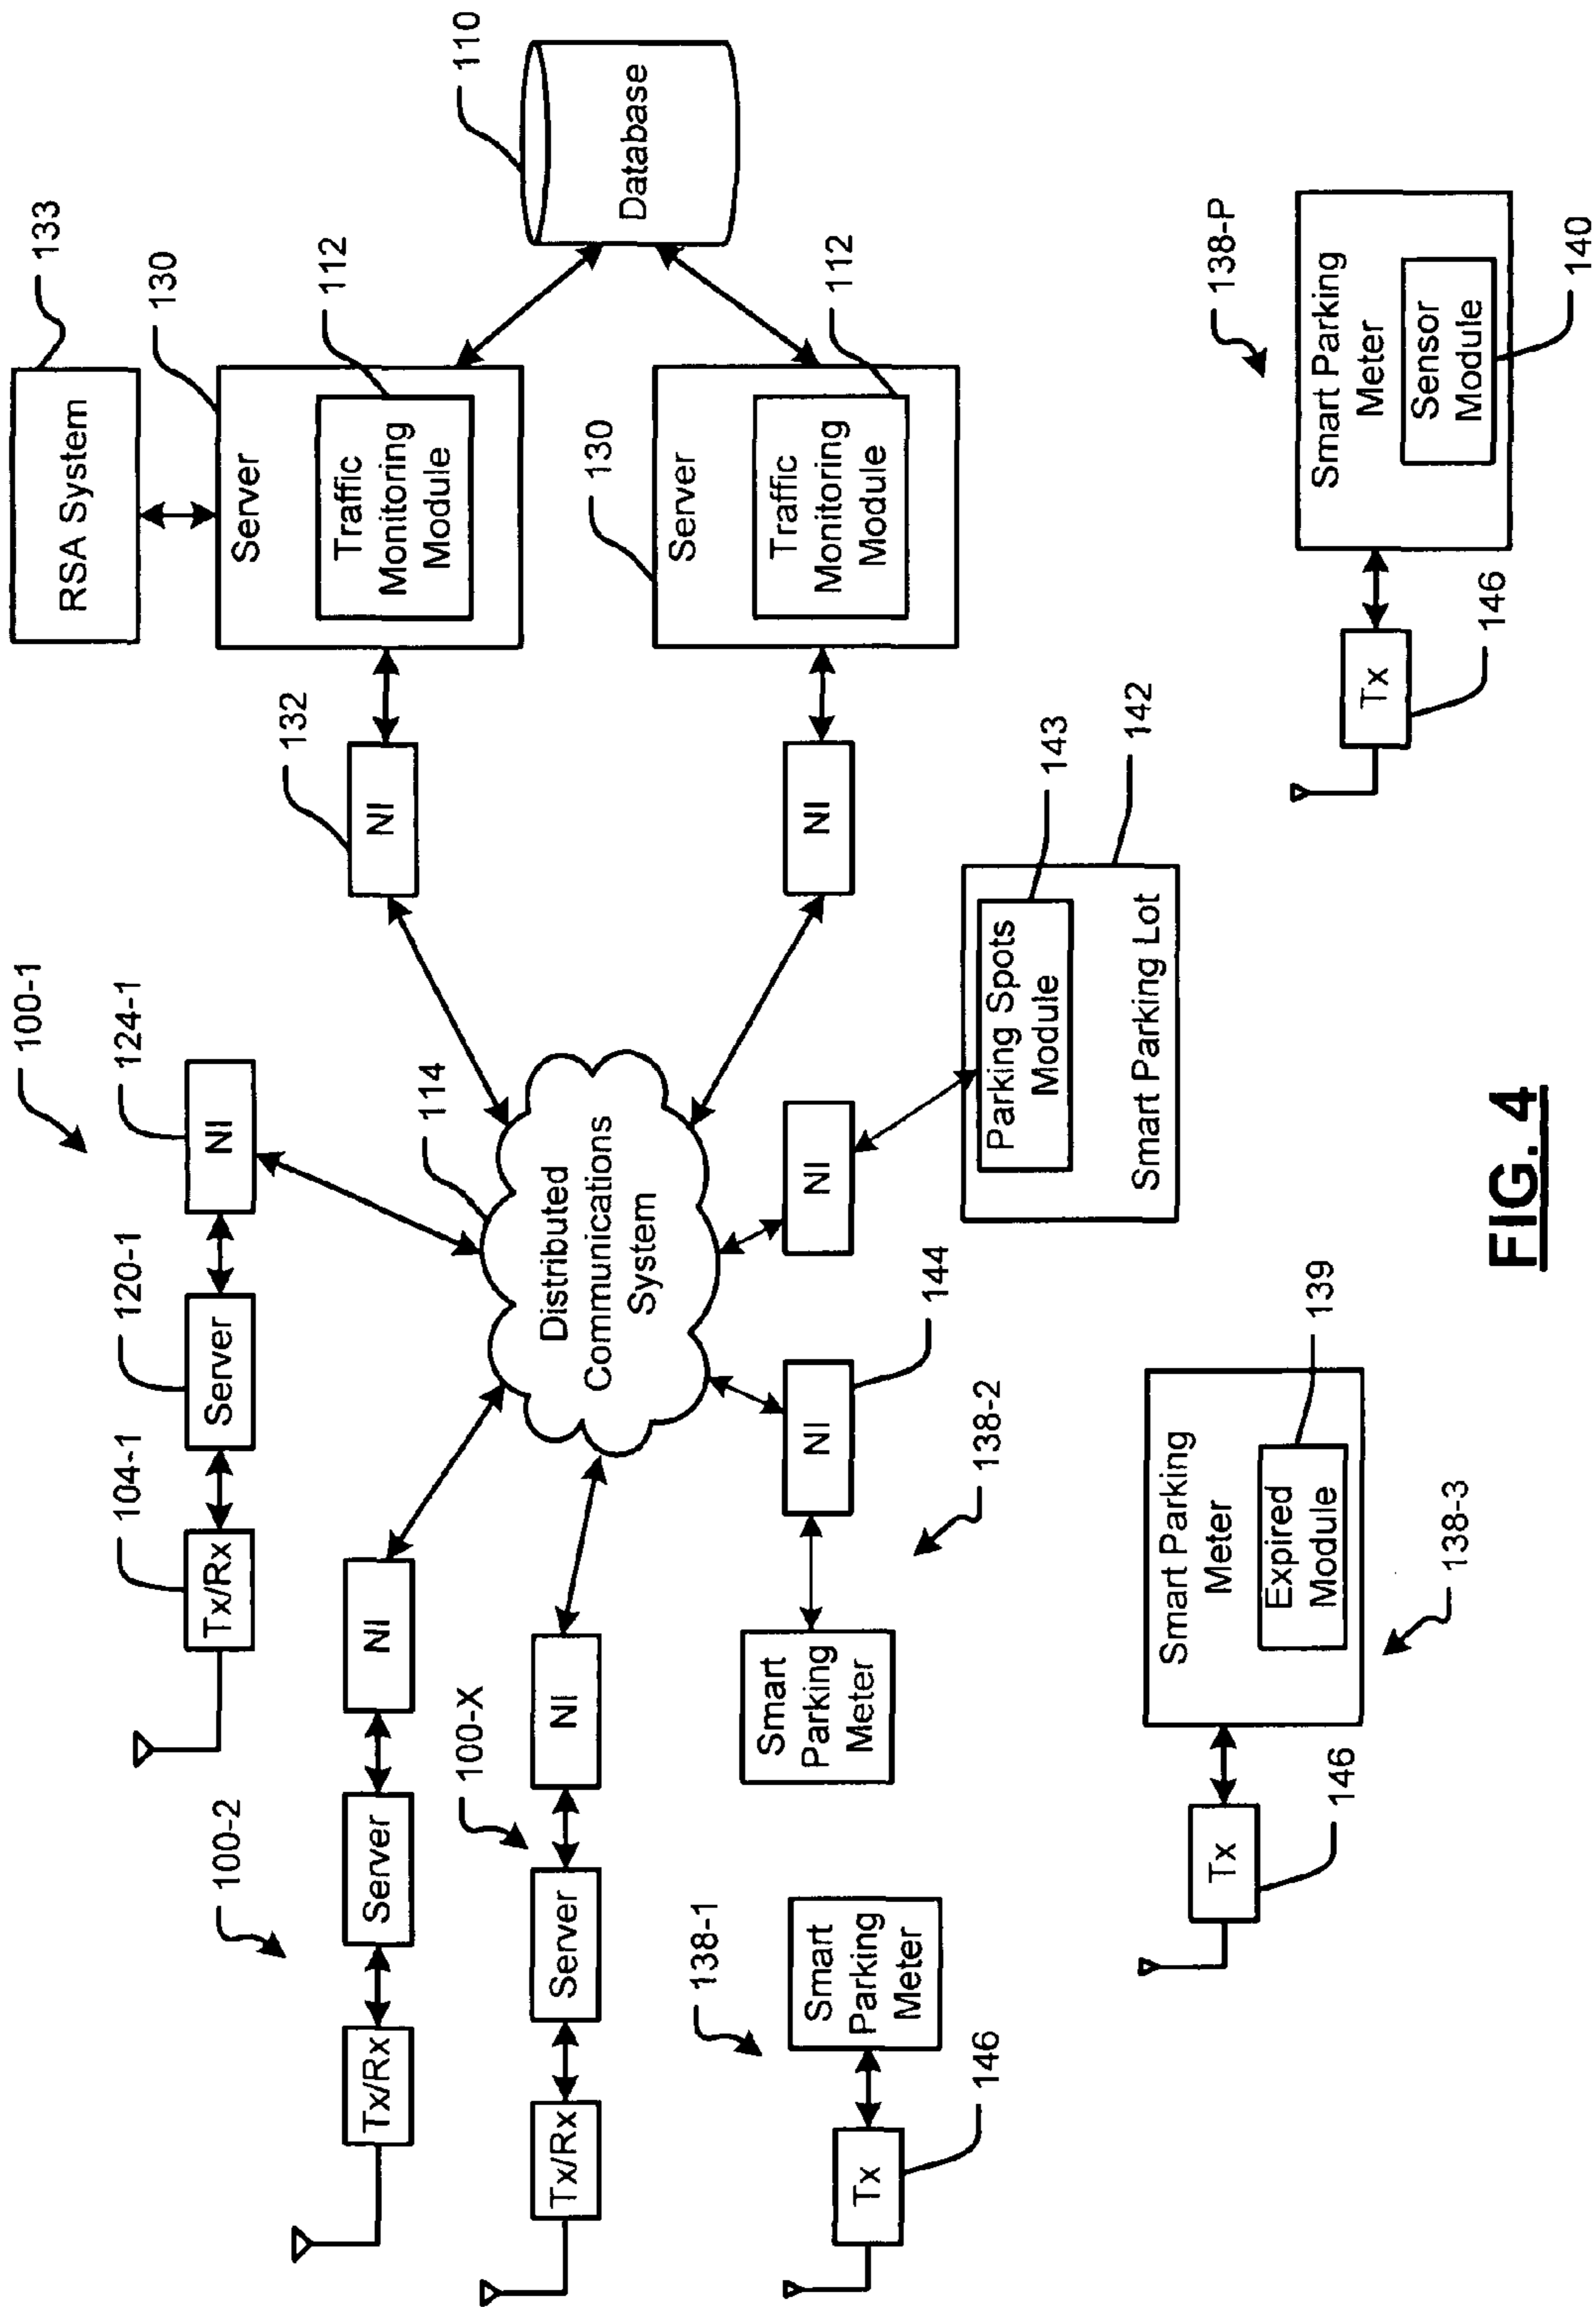 100-1
104-1
120-1
124-1
Tx/Rx
Server
NI
133
RSA System
130
Server
112
Traffic
Monitoring
Module
132
NI
110
Database
100-2
Tx/Rx
Server
NI
114
Distributed
Communications
System
100-X
Tx/Rx
Server
NI
130
Server
112
Traffic
Monitoring
Module
NI
138-1
Smart
Parking
Meter
Tx
146
Smart
Parking
Meter
NI
144
138-2
NI
143
Parking Spots
Module
142
Smart Parking Lot
Smart Parking
Meter
Expired
Module
139
138-3
Tx
146
138-P
Smart Parking
Meter
Sensor
Module
140
Tx
146
FIG. 4